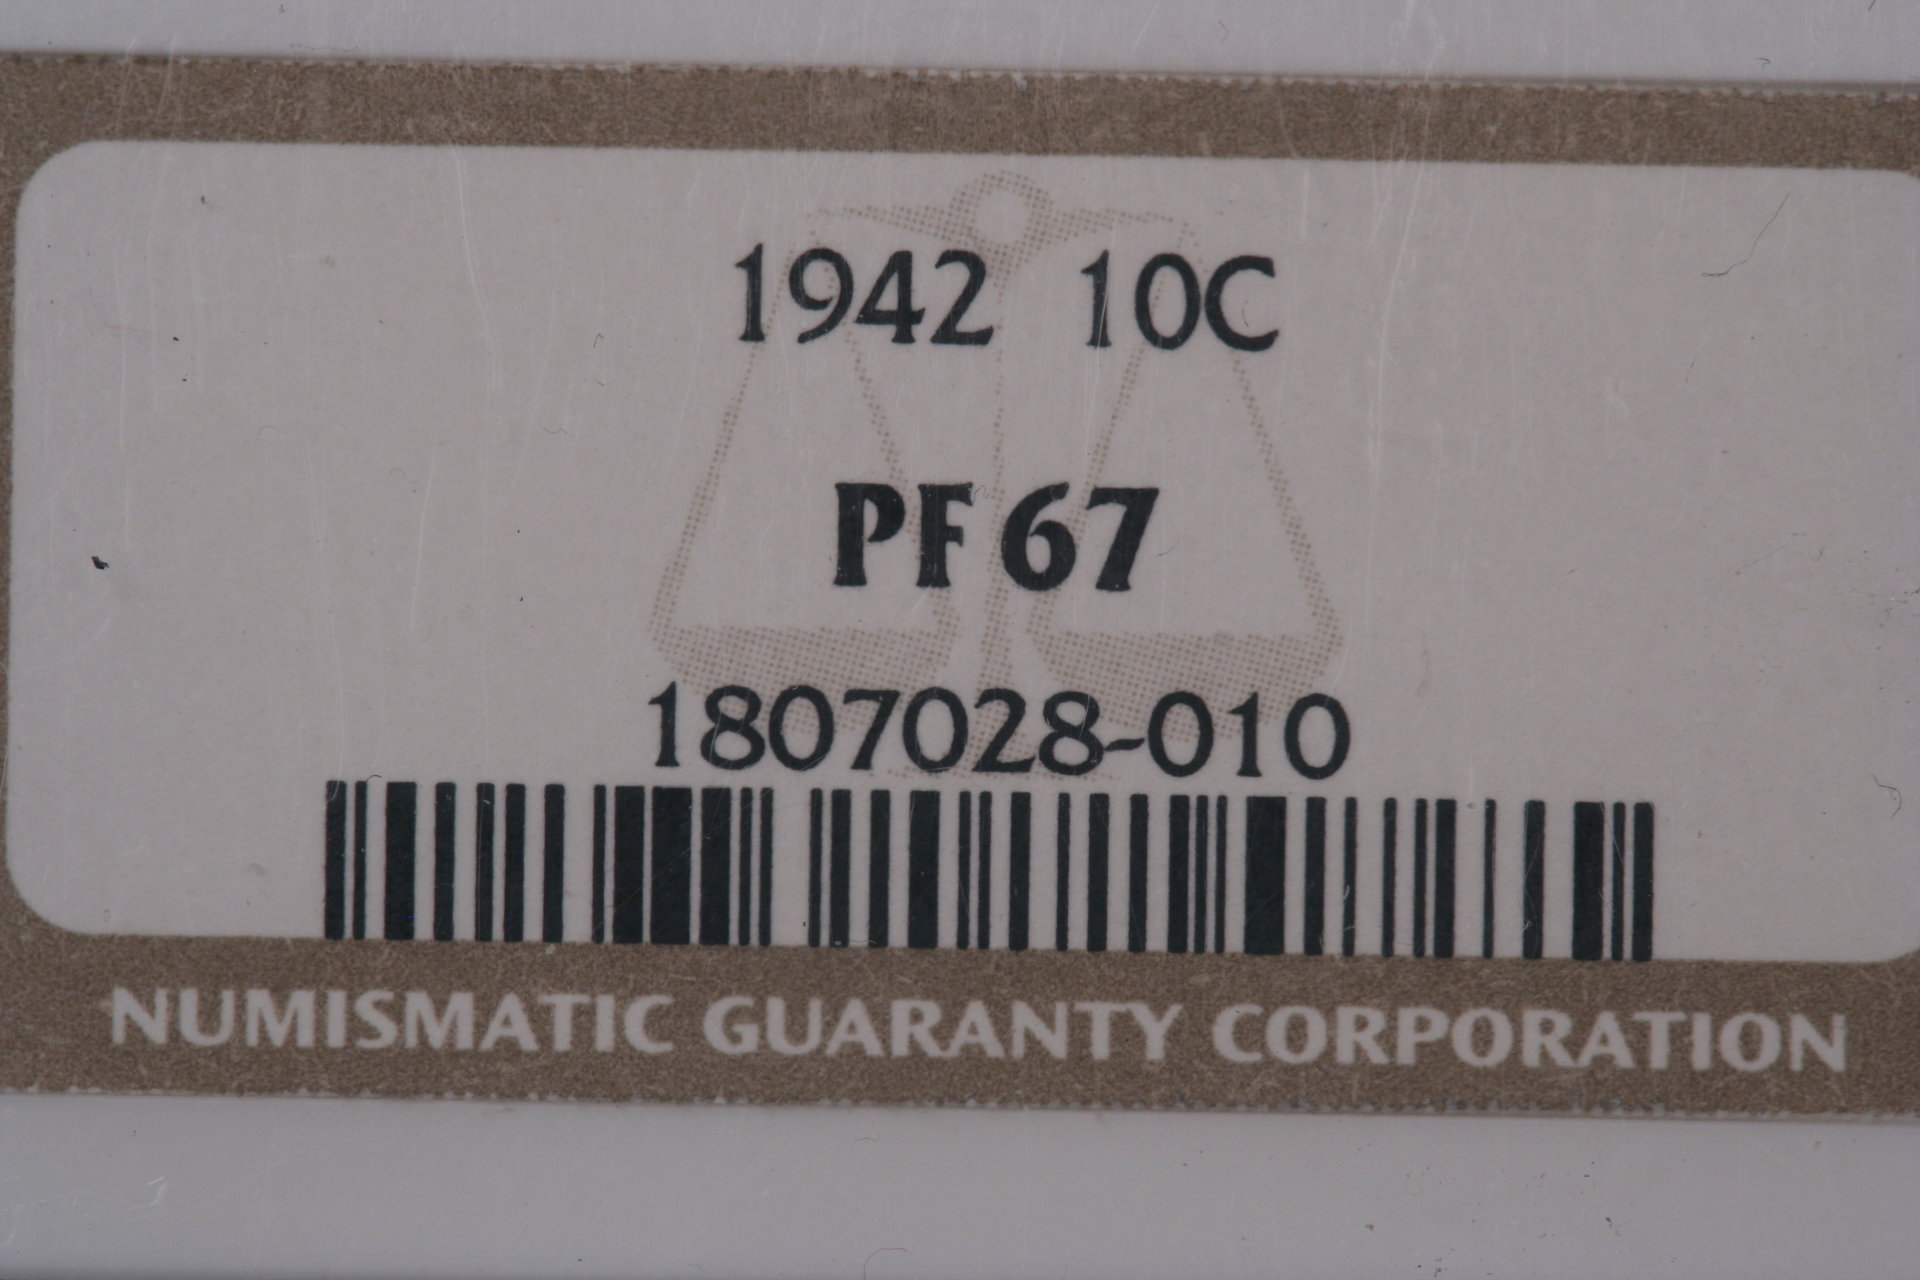 1942 10C
PF 67
1807028-010
NUMISMATIC GUARANTY CORPORATION